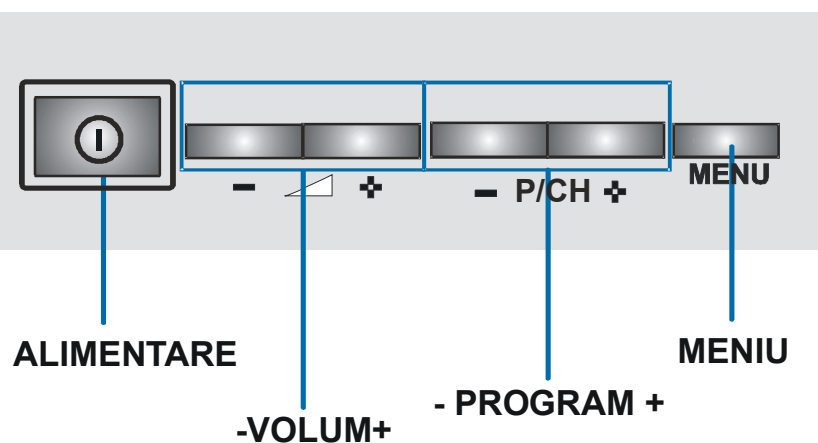 - + - P/CH + MENU
ALIMENTARE
MENIU
- PROGRAM +
-VOLUM+